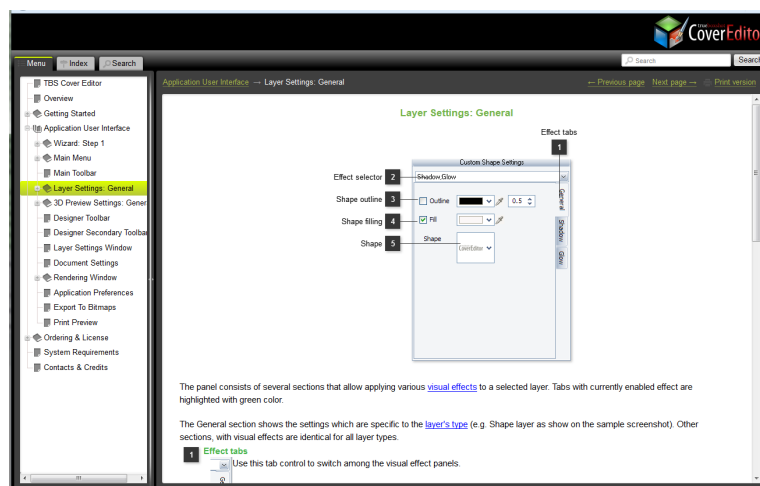 CoverEdito
Menu
Index
Search
Search
Search
TBS Cover Editor
Overview
Getting Started
Application User Interface
Wizard: Step 1
Main Menu
Main Toolbar
Layer Settings: General
3D Preview Settings: Gener
Designer Toolbar
Designer Secondary Toolbar
Layer Settings Window
Document Settings
Rendering Window
Application Preferences
Export To Bitmaps
Print Preview
Ordering & License
System Requirements
Contacts & Credits
Application User Interface → Layer Settings: General
← Previous page Next page → Print version
Layer Settings: General
Effect tabs
1
Custom Shape Settings
Effect selector 2 Shadow,Glow
Shape outline 3 Outline 0.5
Shape filling 4 Fill
Shape 5 Shape
General
Shadow
Glow
The panel consists of several sections that allow applying various visual effects to a selected layer. Tabs with currently enabled effect are
highlighted with green color.
The General section shows the settings which are specific to the layer's type (e.g. Shape layer as show on the sample screenshot). Other
sections, with visual effects are identical for all layer types.
1 Effect tabs
Use this tab control to switch among the visual effect panels.